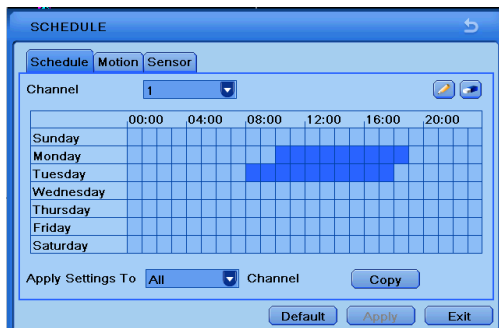 SCHEDULE
Schedule Motion Sensor
Channel 1
00:00 04:00 08:00 12:00 16:00 20:00
Sunday
Monday
Tuesday
Wednesday
Thursday
Friday
Saturday
Apply Settings To All Channel Copy
Default Apply Exit